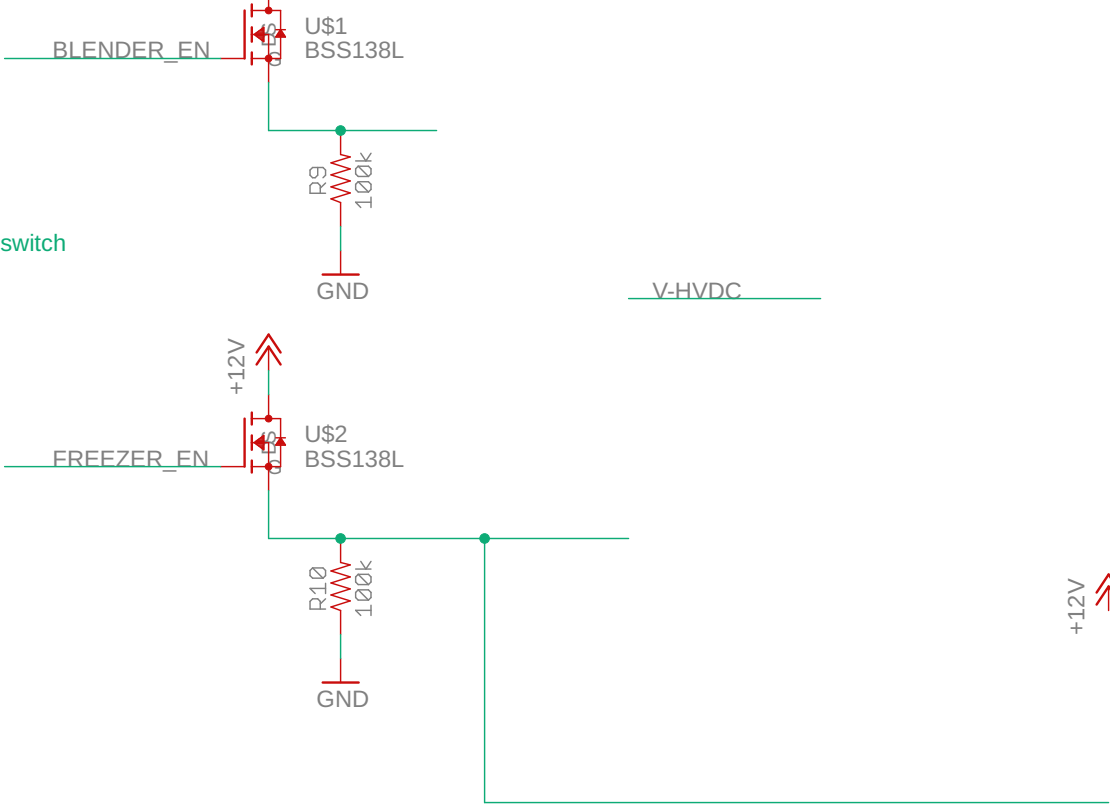 U$1
BLENDER_EN
BSS138L
R9
100k
switch
GND
V-HVDC
+12V
U$2
FREEZER_EN
BSS138L
R10
100k
+12V
GND